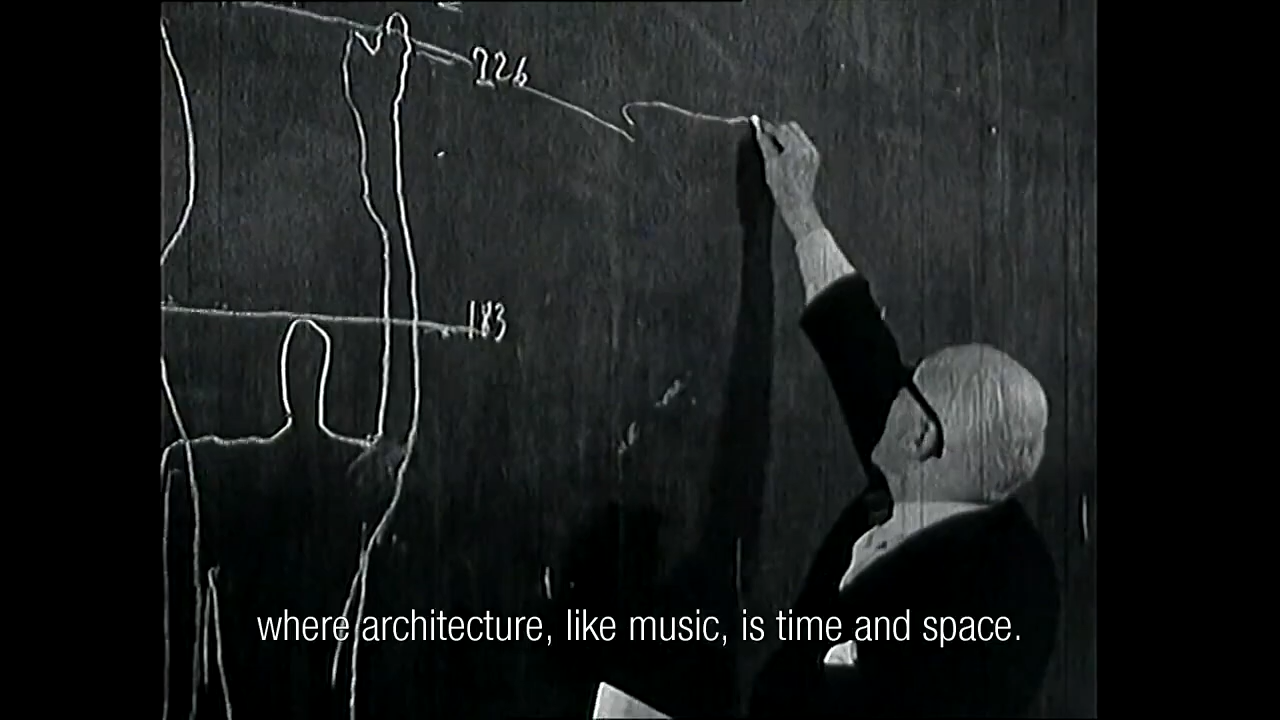 226
183
where architecture, like music, is time and space.